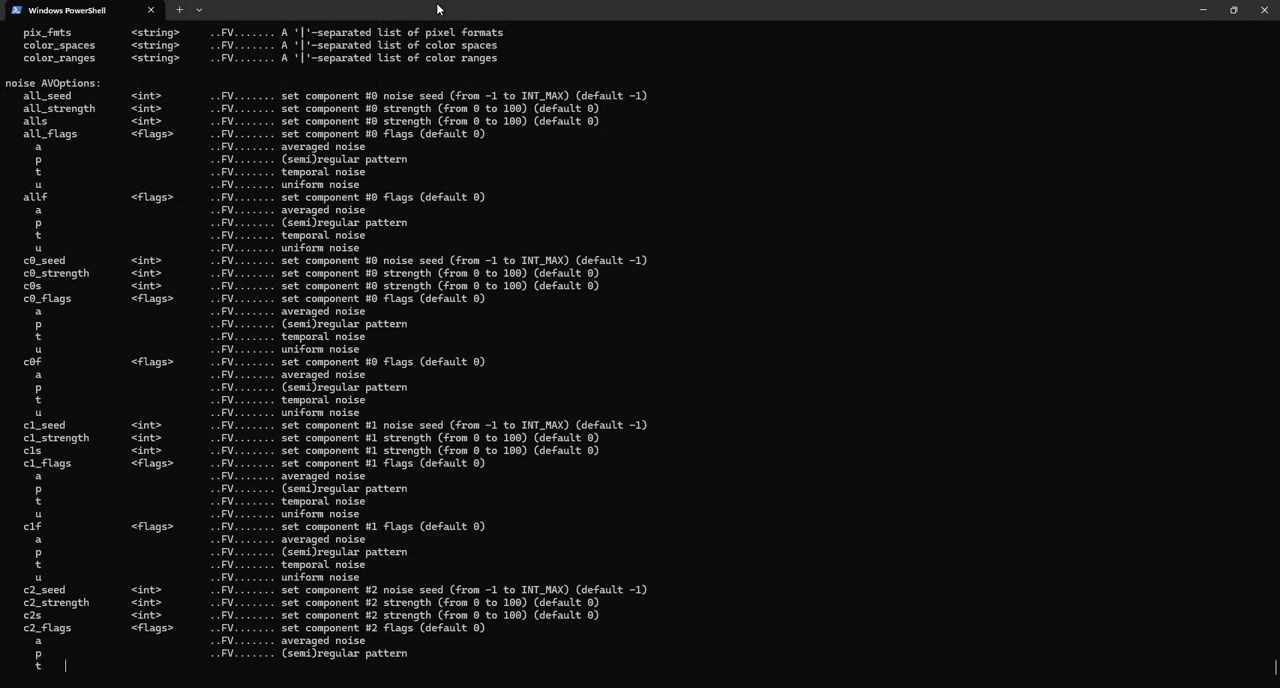 Windows PowerShell
pix_fmts <string> ..FV....... A '|'-separated list of pixel formats
color_spaces <string> ..FV....... A '|'-separated list of color spaces
color_ranges <string> ..FV....... A '|'-separated list of color ranges
noise AVOptions:
all_seed <int> ..FV....... set component #0 noise seed (from -1 to INT_MAX) (default -1)
all_strength <int> ..FV....... set component #0 strength (from 0 to 100) (default 0)
alls <int> ..FV....... set component #0 strength (from 0 to 100) (default 0)
all_flags <flags> ..FV....... set component #0 flags (default 0)
a ..FV....... averaged noise
p ..FV....... (semi)regular pattern
t ..FV....... temporal noise
u ..FV....... uniform noise
allf <flags> ..FV....... set component #0 flags (default 0)
a ..FV....... averaged noise
p ..FV....... (semi)regular pattern
t ..FV....... temporal noise
u ..FV....... uniform noise
c0_seed <int> ..FV....... set component #0 noise seed (from -1 to INT_MAX) (default -1)
c0_strength <int> ..FV....... set component #0 strength (from 0 to 100) (default 0)
c0s <int> ..FV....... set component #0 strength (from 0 to 100) (default 0)
c0_flags <flags> ..FV....... set component #0 flags (default 0)
a ..FV....... averaged noise
p ..FV....... (semi)regular pattern
t ..FV....... temporal noise
u ..FV....... uniform noise
c0f <flags> ..FV....... set component #0 flags (default 0)
a ..FV....... averaged noise
p ..FV....... (semi)regular pattern
t ..FV....... temporal noise
u ..FV....... uniform noise
c1_seed <int> ..FV....... set component #1 noise seed (from -1 to INT_MAX) (default -1)
c1_strength <int> ..FV....... set component #1 strength (from 0 to 100) (default 0)
c1s <int> ..FV....... set component #1 strength (from 0 to 100) (default 0)
c1_flags <flags> ..FV....... set component #1 flags (default 0)
a ..FV....... averaged noise
p ..FV....... (semi)regular pattern
t ..FV....... temporal noise
u ..FV....... uniform noise
c1f <flags> ..FV....... set component #1 flags (default 0)
a ..FV....... averaged noise
p ..FV....... (semi)regular pattern
t ..FV....... temporal noise
u ..FV....... uniform noise
c2_seed <int> ..FV....... set component #2 noise seed (from -1 to INT_MAX) (default -1)
c2_strength <int> ..FV....... set component #2 strength (from 0 to 100) (default 0)
c2s <int> ..FV....... set component #2 strength (from 0 to 100) (default 0)
c2_flags <flags> ..FV....... set component #2 flags (default 0)
a ..FV....... averaged noise
p ..FV....... (semi)regular pattern
t